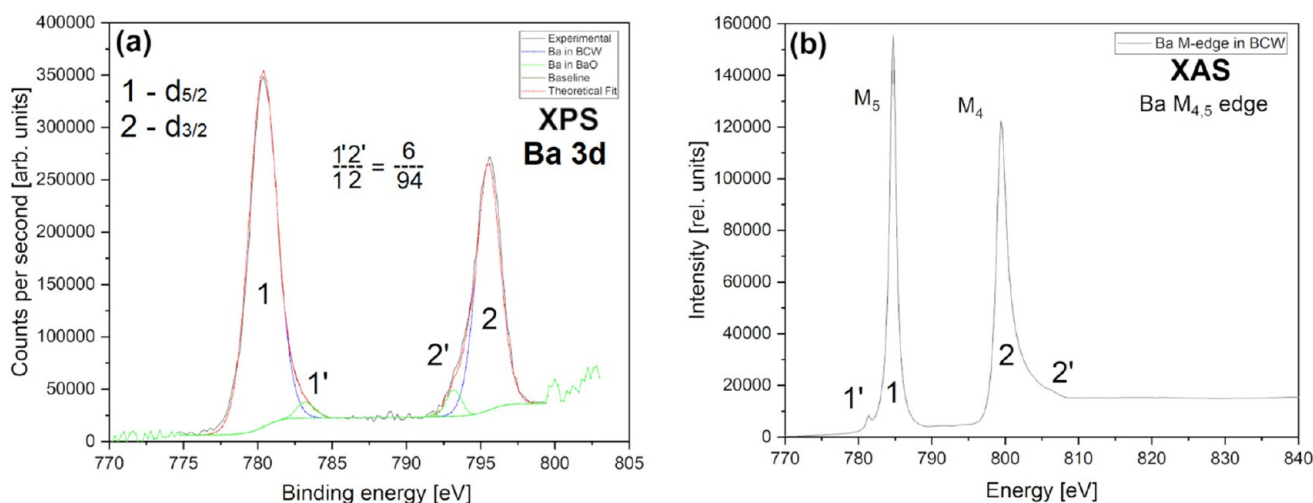 (a)
1 - d5/2
2 - d3/2
Experimental
Ba in BCW
Ba in BaO
Baseline
Theoretical Fit
XPS
Ba 3d
1'2'
12
=
6
94
1
1'
2'
2
Counts per second [arb. units]
400000
350000
300000
250000
200000
150000
100000
50000
0
770 775 780 785 790 795 800 805
Binding energy [eV]
(b)
Ba M-edge in BCW
XAS
Ba M4,5 edge
M5
M4
1'
1
2
2'
Intensity [rel. units]
160000
140000
120000
100000
80000
60000
40000
20000
0
770 780 790 800 810 820 830 840
Energy [eV]